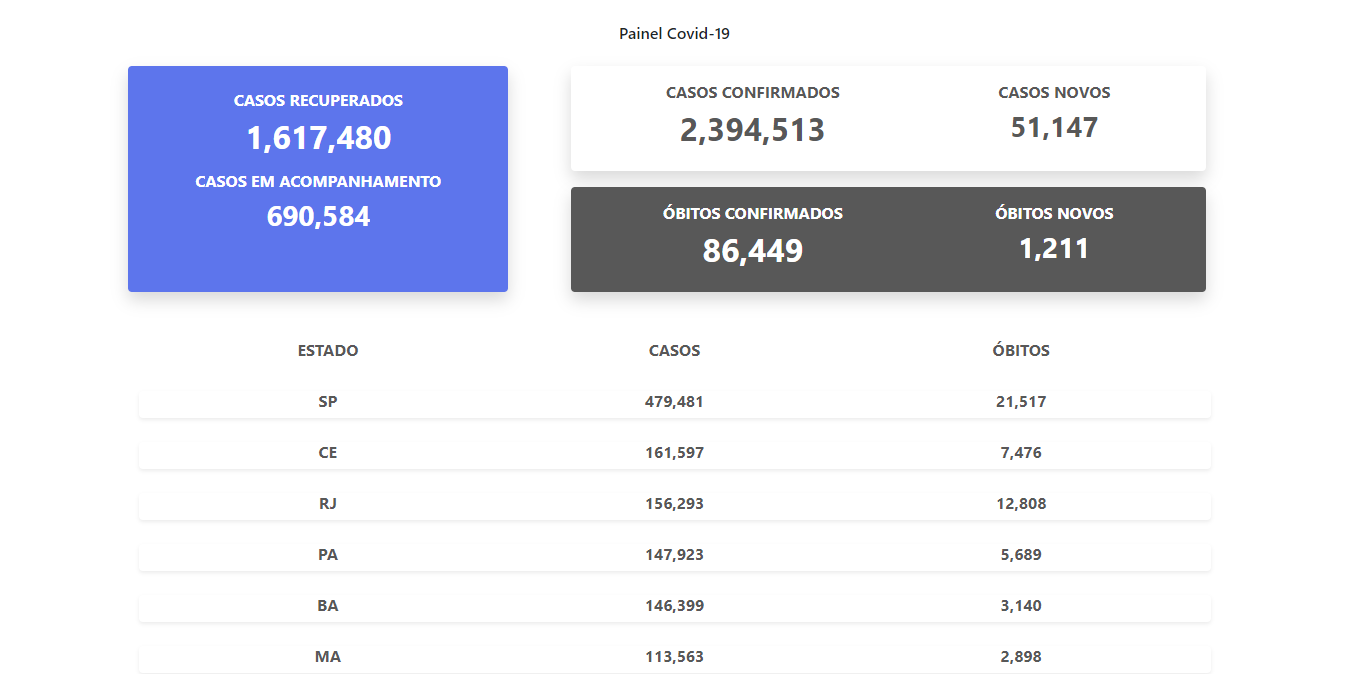 Painel Covid-19
CASOS RECUPERADOS
1,617,480
CASOS EM ACOMPANHAMENTO
690,584
CASOS CONFIRMADOS
2,394,513
CASOS NOVOS
51,147
ÓBITOS CONFIRMADOS
86,449
ÓBITOS NOVOS
1,211
ESTADO CASOS ÓBITOS
SP 479,481 21,517
CE 161,597 7,476
RJ 156,293 12,808
PA 147,923 5,689
BA 146,399 3,140
MA 113,563 2,898